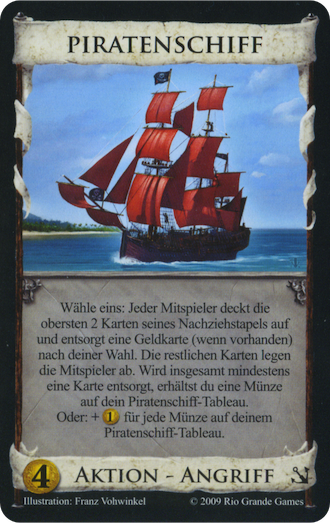 PIRATENSCHIFF
Wähle eins: Jeder Mitspieler deckt die
obersten 2 Karten seines Nachziehstapels auf
und entsorgt eine Geldkarte (wenn vorhanden)
nach deiner Wahl. Die restlichen Karten legen
die Mitspieler ab. Wird insgesamt mindestens
eine Karte entsorgt, erhältst du eine Münze
auf dein Piratenschiff-Tableau.
Oder: + 1 für jede Münze auf deinem
Piratenschiff-Tableau.
4 AKTION - ANGRIFF
Illustration: Franz Vohwinkel © 2009 Rio Grande Games